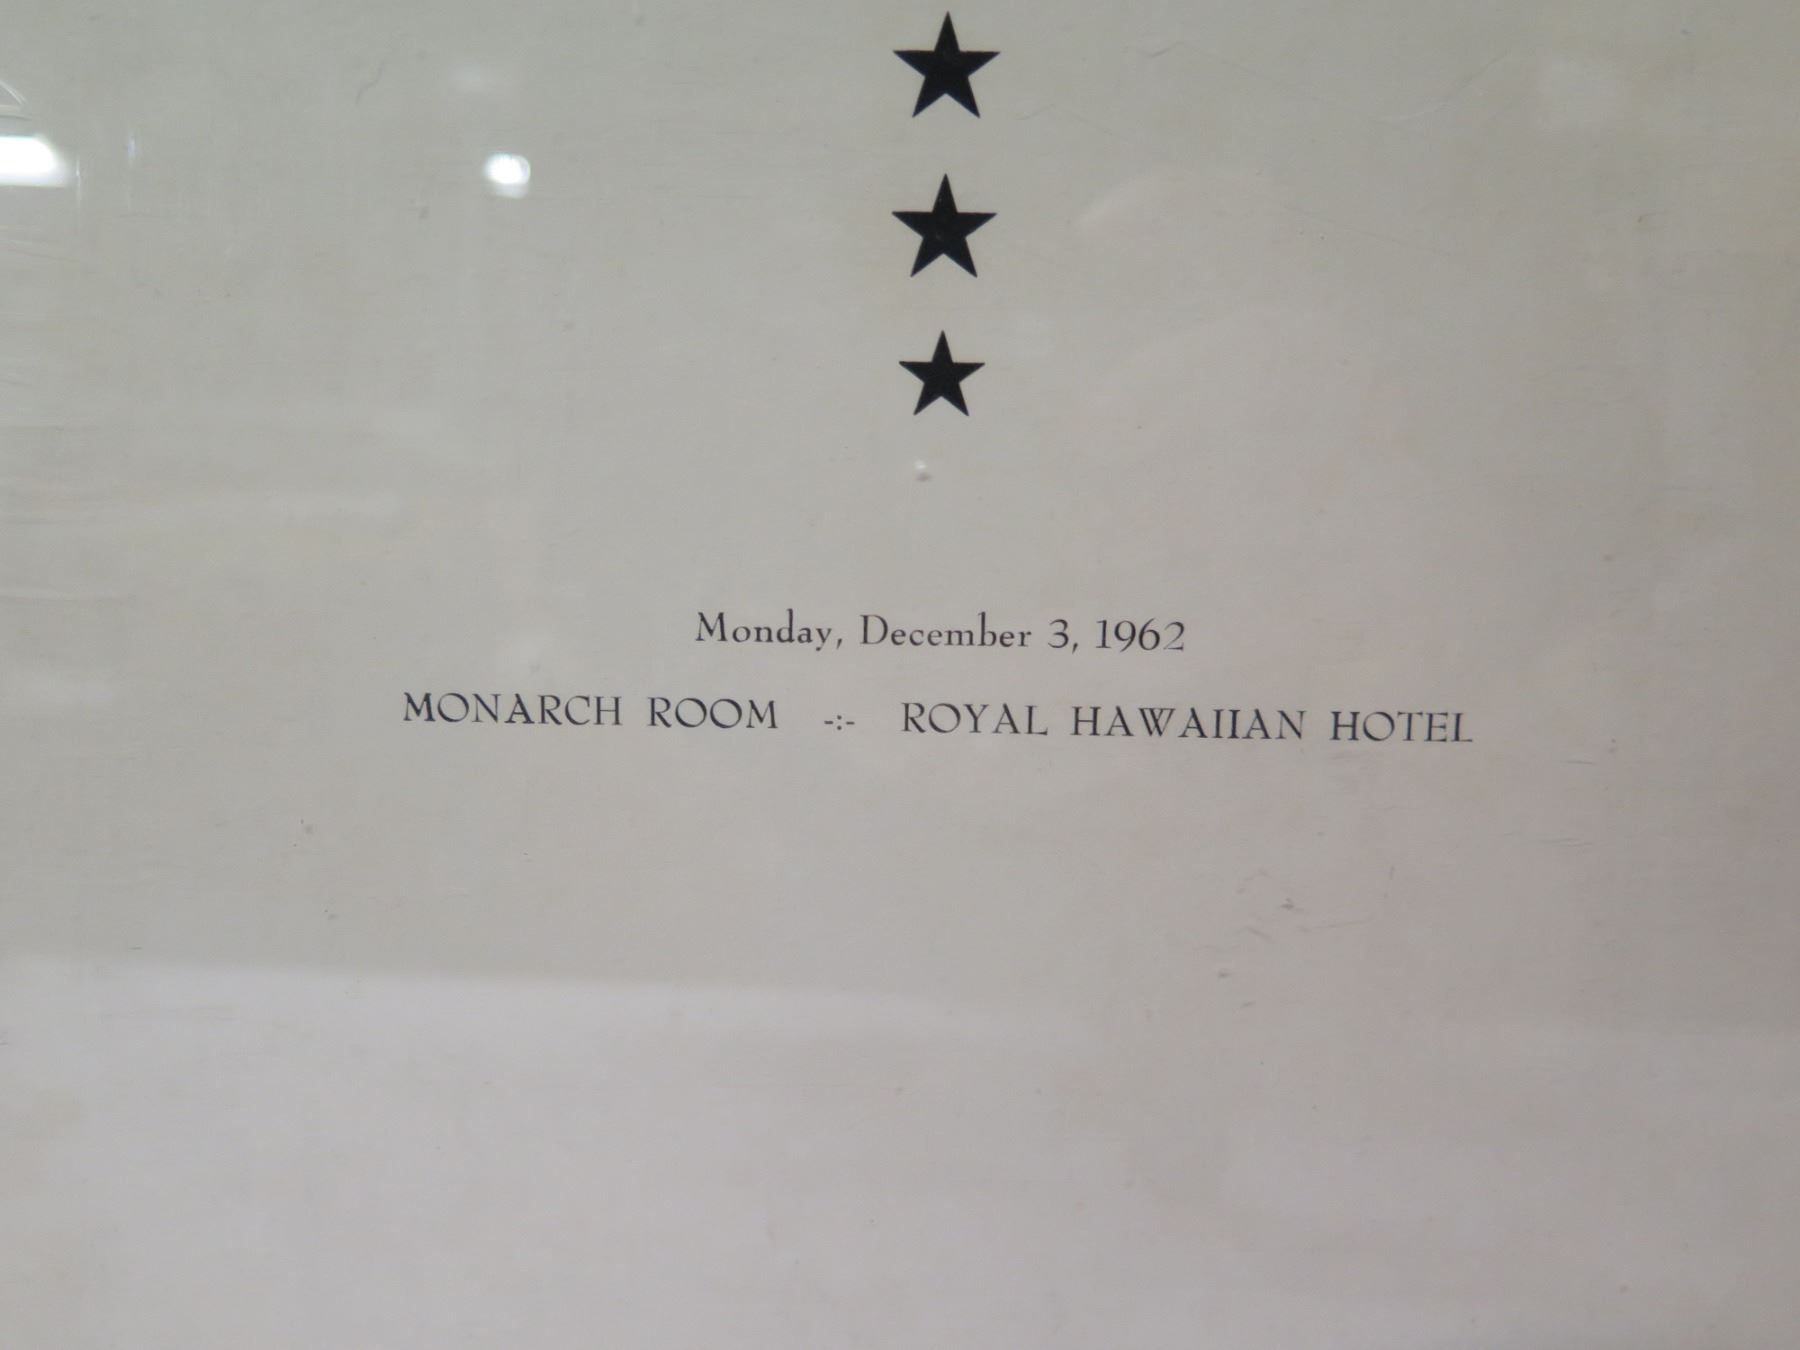 Monday, December 3, 1962
MONARCH ROOM -:- ROYAL HAWAIIAN HOTEL